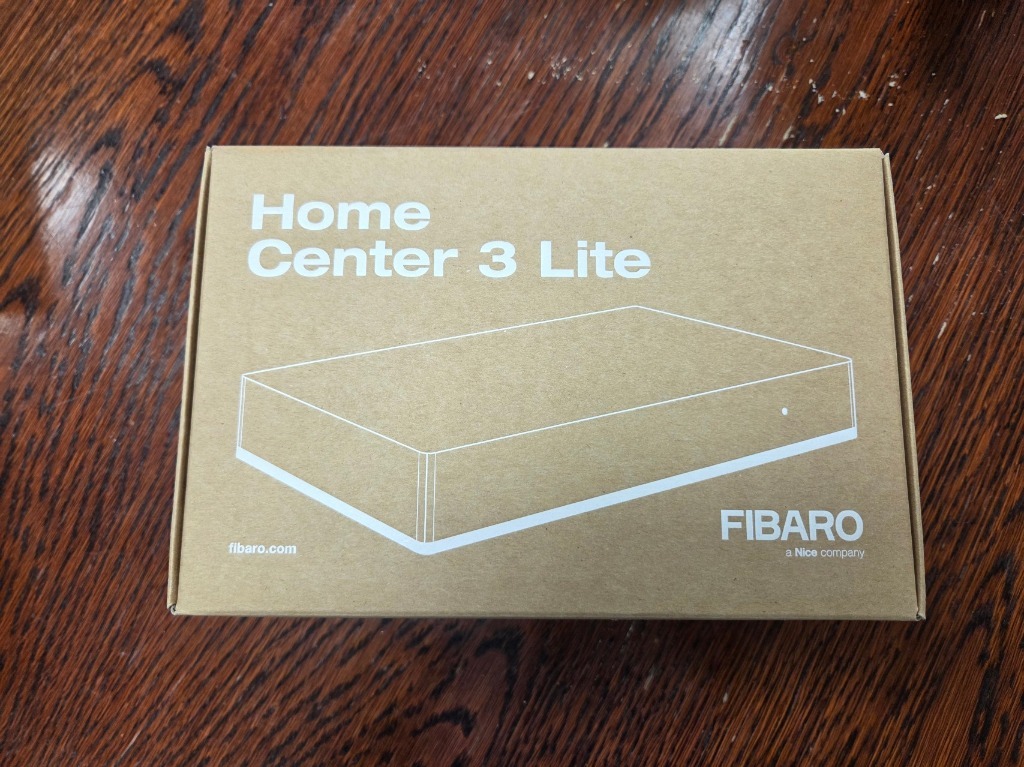 Home
Center 3 Lite
FIBARO
fibaro.com
a Nice company